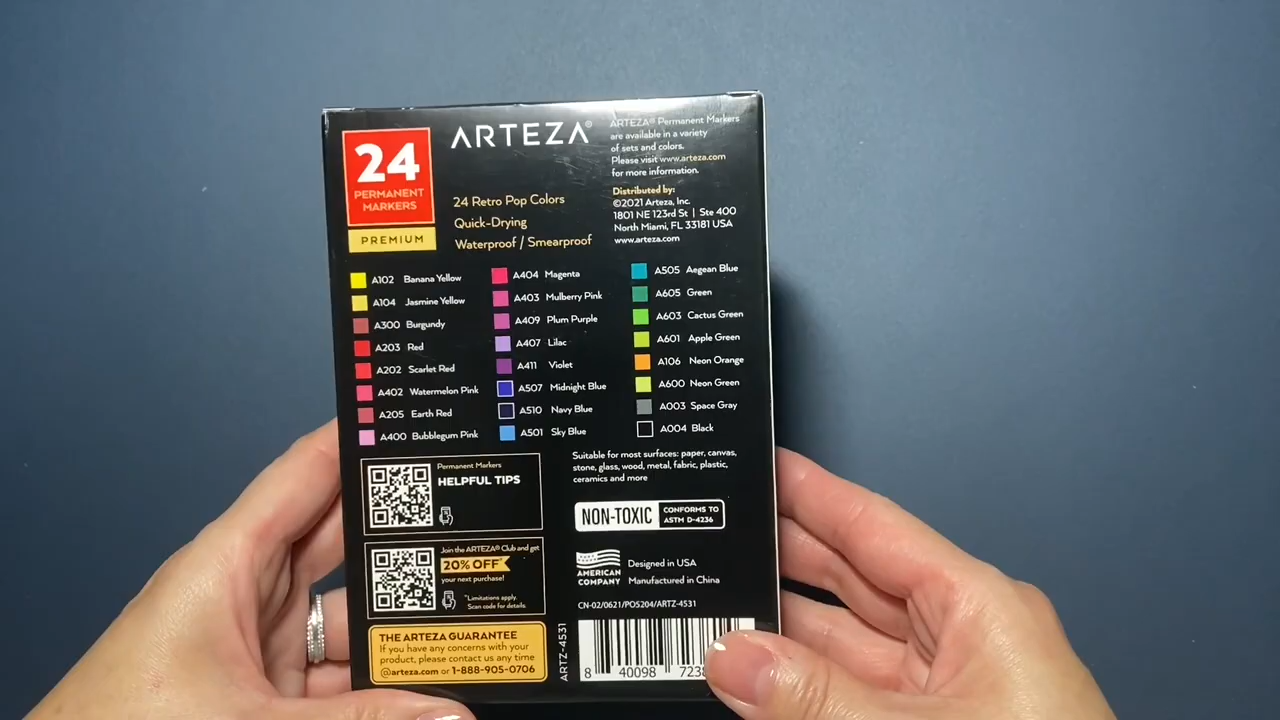 24
PERMANENT
MARKERS
PREMIUM
ARTEZA®
24 Retro Pop Colors
Quick-Drying
Waterproof / Smearproof
ARTEZA® Permanent Markers
are available in a variety
of sets and colors.
Please visit www.arteza.com
for more information.
Distributed by:
©2021 Arteza, Inc.
1801 NE 123rd St | Ste 400
North Miami, FL 33181 USA
www.arteza.com
A102 Banana Yellow
A104 Jasmine Yellow
A300 Burgundy
A203 Red
A202 Scarlet Red
A402 Watermelon Pink
A205 Earth Red
A400 Bubblegum Pink
A404 Magenta
A403 Mulberry Pink
A409 Plum Purple
A407 Lilac
A411 Violet
A507 Midnight Blue
A510 Navy Blue
A501 Sky Blue
A505 Aegean Blue
A605 Green
A603 Cactus Green
A601 Apple Green
A106 Neon Orange
A600 Neon Green
A003 Space Gray
A004 Black
Permanent Markers
HELPFUL TIPS
Join the ARTEZA® Club and get
20% OFF*
your next purchase!
*Limitations apply.
Scan code for details.
THE ARTEZA GUARANTEE
If you have any concerns with your
product, please contact us any time
@arteza.com or 1-888-905-0706
Suitable for most surfaces: paper, canvas,
stone, glass, wood, metal, fabric, plastic,
ceramics and more
NON-TOXIC
CONFORMS TO
ASTM D-4236
AMERICAN
COMPANY
Designed in USA
Manufactured in China
CN-02/0621/PO5204/ARTZ-4531
ARTZ-4531
8 40098 7238